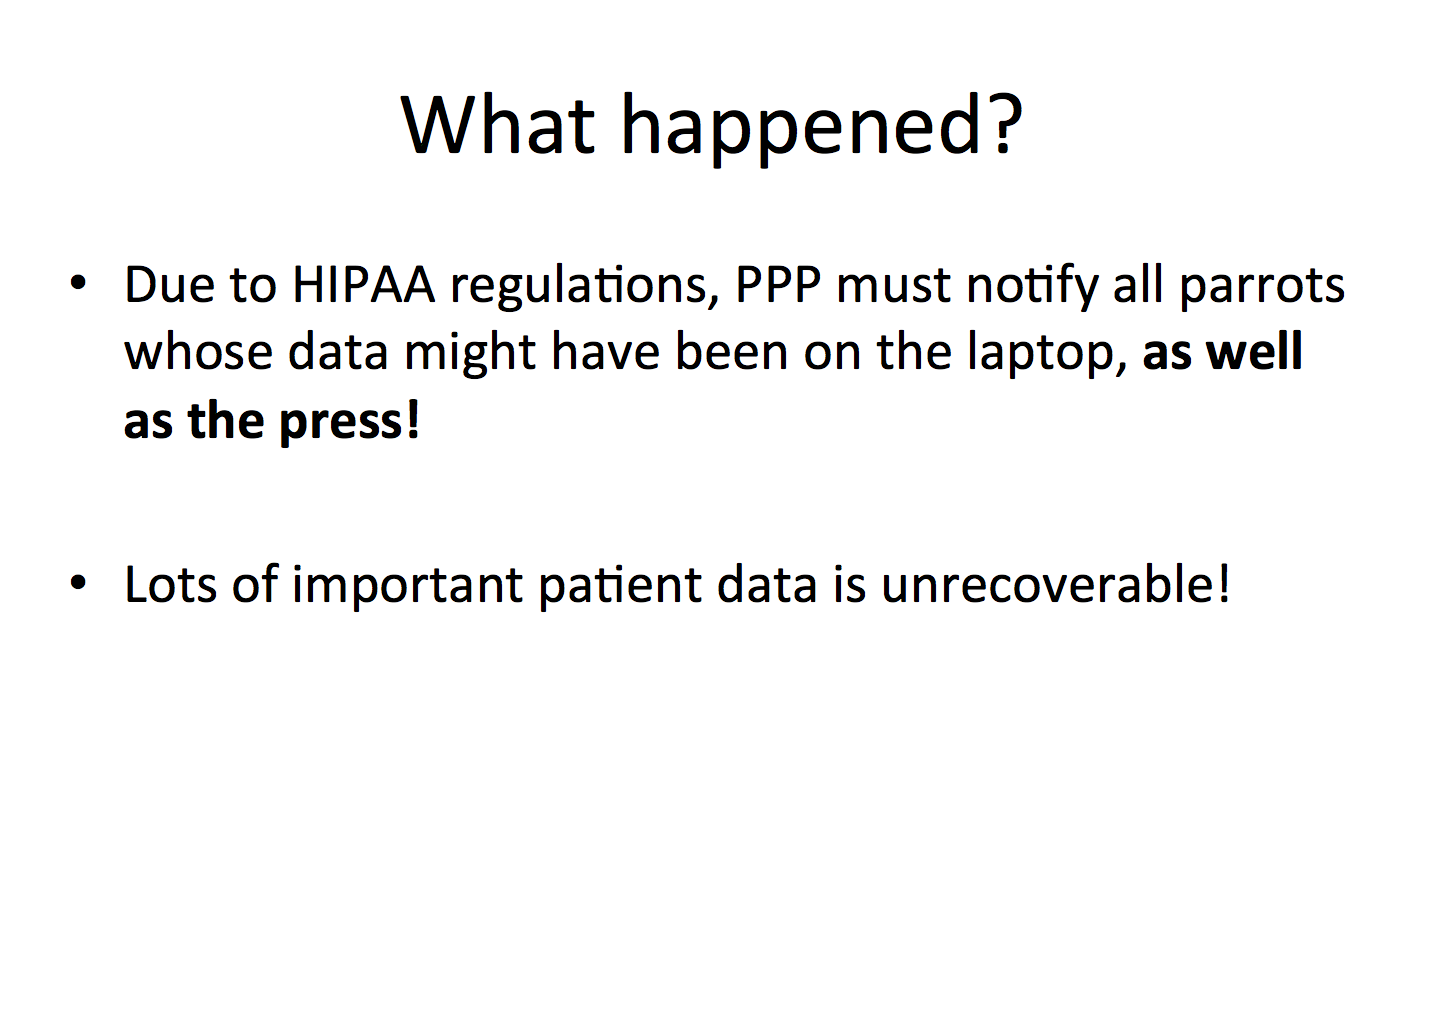 What happened?
• Due to HIPAA regulations, PPP must notify all parrots
whose data might have been on the laptop, as well
as the press!
• Lots of important patient data is unrecoverable!